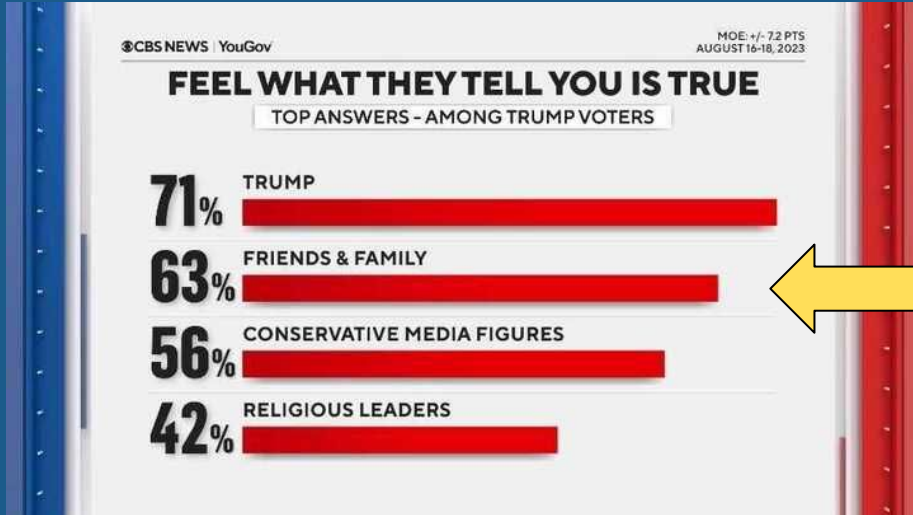 CBS NEWS | YouGov
MOE: +/- 7.2 PTS
AUGUST 16-18, 2023
FEEL WHAT THEY TELL YOU IS TRUE
TOP ANSWERS - AMONG TRUMP VOTERS
71% TRUMP
63% FRIENDS & FAMILY
56% CONSERVATIVE MEDIA FIGURES
42% RELIGIOUS LEADERS